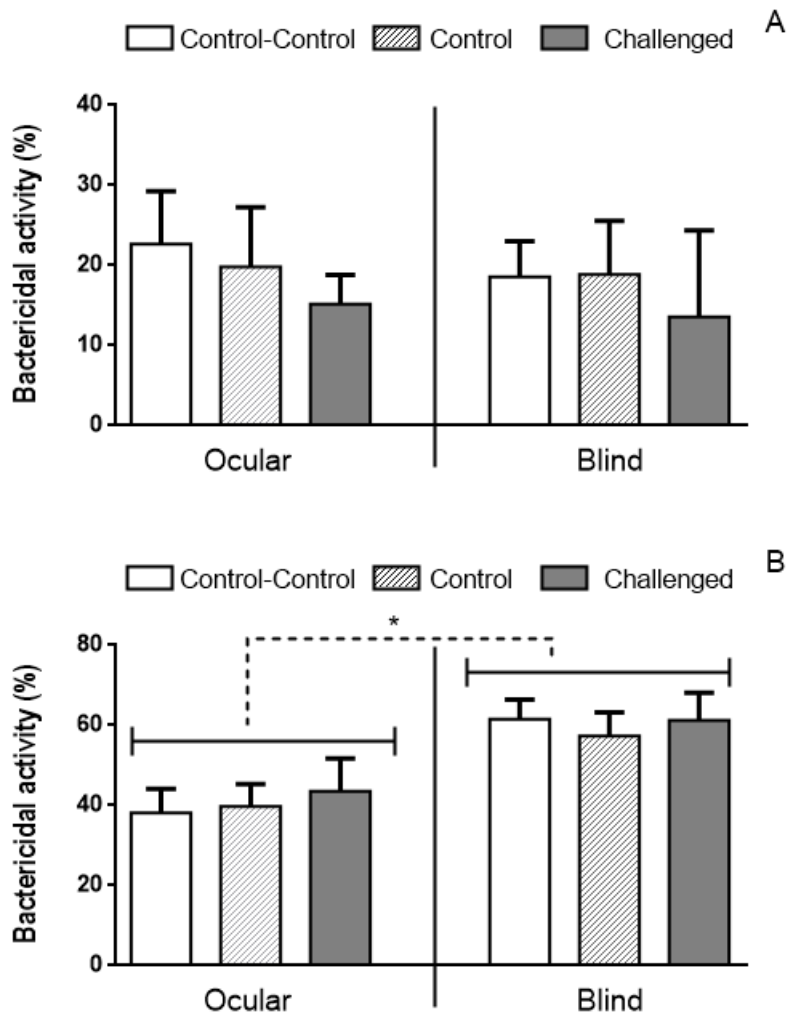 A
Control-Control Control Challenged
Bactericidal activity (%)
40
30
20
10
0
Ocular Blind
B
Control-Control Control Challenged
Bactericidal activity (%)
*
80
60
40
20
0
Ocular Blind